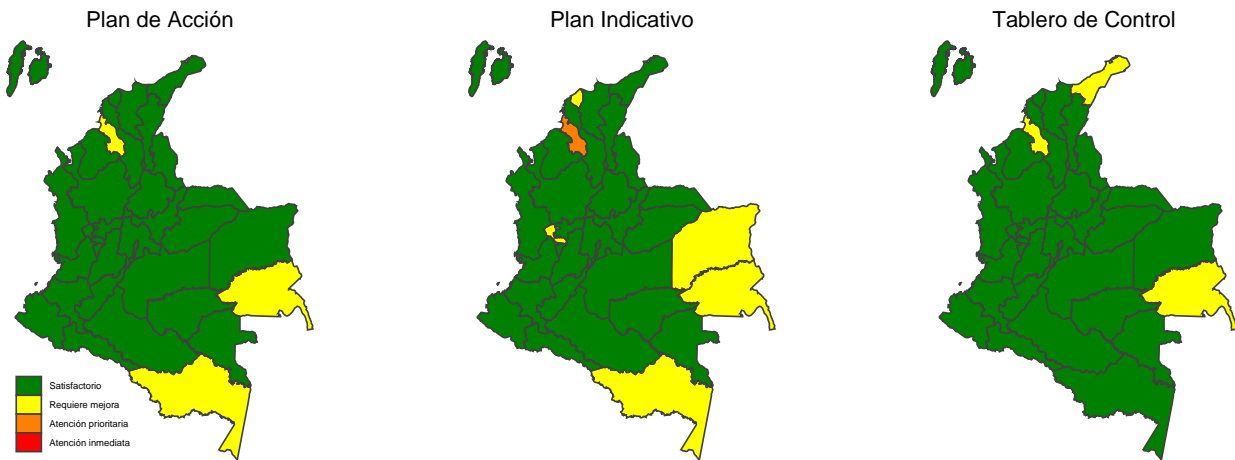 Plan de Acción
Plan Indicativo
Tablero de Control
Satisfactorio
Requiere mejora
Atención prioritaria
Atención inmediata